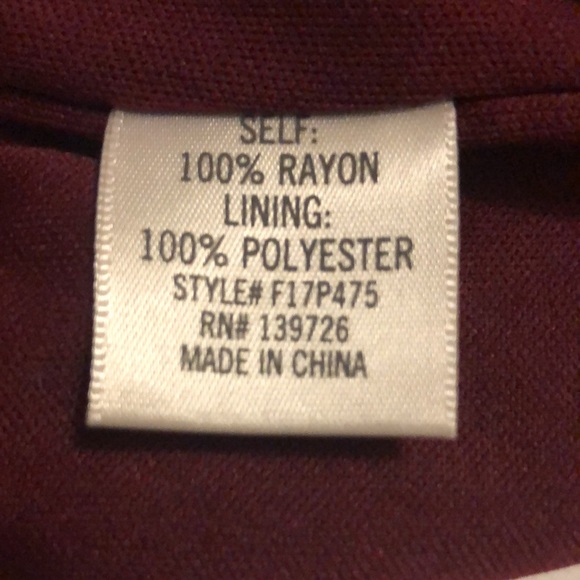 SELF:
100% RAYON
LINING:
100% POLYESTER
STYLE# F17P475
RN# 139726
MADE IN CHINA